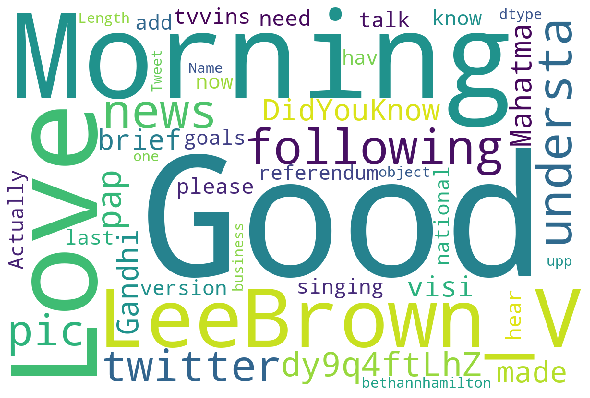 Morning
Good
Love
LeeBrown_V
following
news
understa
twitter
pic
DidYouKnow
Mahatma
Gandhi
brief
pap
dy9q4ftLhZ
made
visi
add
tvvins
need
talk
know
dtype
Length
Tweet
Name
now
hav
goals
one
please
referendum
object
Actually
last
version
business
singing
national
hear
upp
bethannhamilton